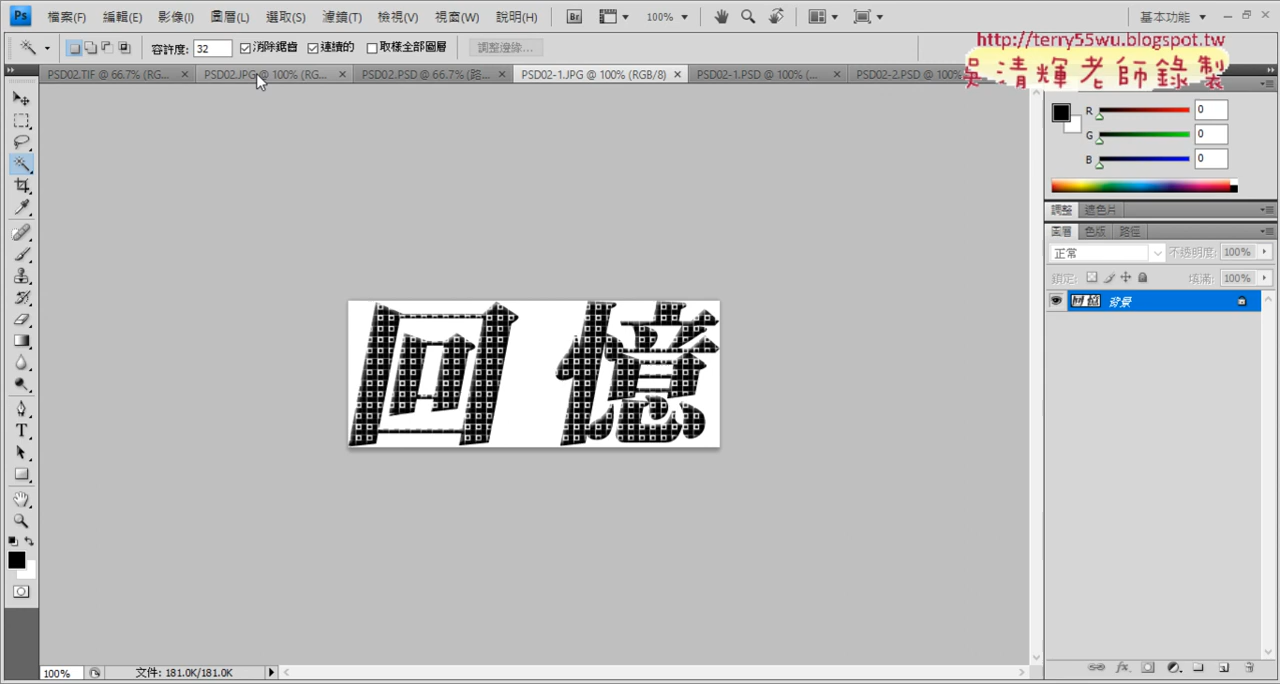 Ps 檔案(F) 編輯(E) 影像(I) 圖層(L) 選取(S) 濾鏡(T) 檢視(V) 視窗(W) 說明(H) Br 100% 基本功能
容許度: 32 消除鋸齒 連續的 取樣全部圖層 調整邊緣...
http://terry55wu.blogspot.tw
吳清輝老師錄製
PSD02.TIF @ 66.7% (RG... PSD02.JPG @ 100% (RG... PSD02.PSD @ 66.7% (路... PSD02-1.JPG @ 100% (RGB/8) PSD02-1.PSD @ 100% (... PSD02-2.PSD @ 100%
R 0
G 0
B 0
調整
圖層 色版 路徑
正常 不透明度: 100%
鎖定: 填滿: 100%
背景
回憶
T
100% 文件: 181.0K/181.0K